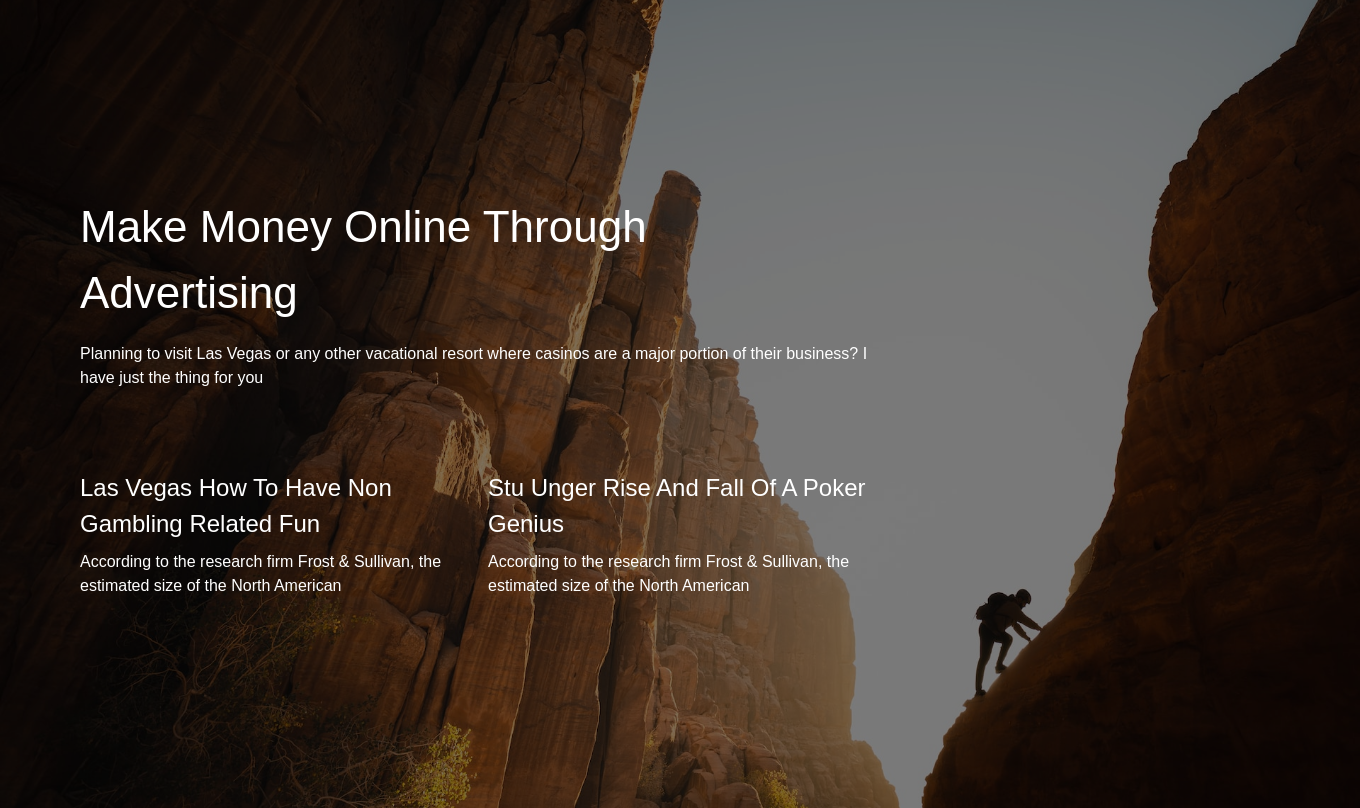 Make Money Online Through
Advertising
Planning to visit Las Vegas or any other vacational resort where casinos are a major portion of their business? I
have just the thing for you
Las Vegas How To Have Non
Gambling Related Fun
According to the research firm Frost & Sullivan, the
estimated size of the North American
Stu Unger Rise And Fall Of A Poker
Genius
According to the research firm Frost & Sullivan, the
estimated size of the North American